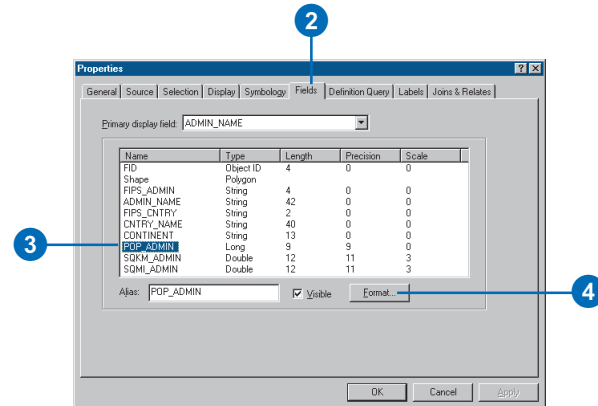 2
Properties
General Source Selection Display Symbology Fields Definition Query Labels Joins & Relates
Primary display field: ADMIN_NAME
Name Type Length Precision Scale
FID Object ID 4 0 0
Shape Polygon
FIPS_ADMIN String 4 0 0
ADMIN_NAME String 42 0 0
FIPS_CNTRY String 2 0 0
CNTRY_NAME String 40 0 0
CONTINENT String 13 0 0
3 POP_ADMIN Long 9 9 0
SQKM_ADMIN Double 12 11 3
SQMI_ADMIN Double 12 11 3
Alias: POP_ADMIN Visible Format... 4
OK Cancel Apply